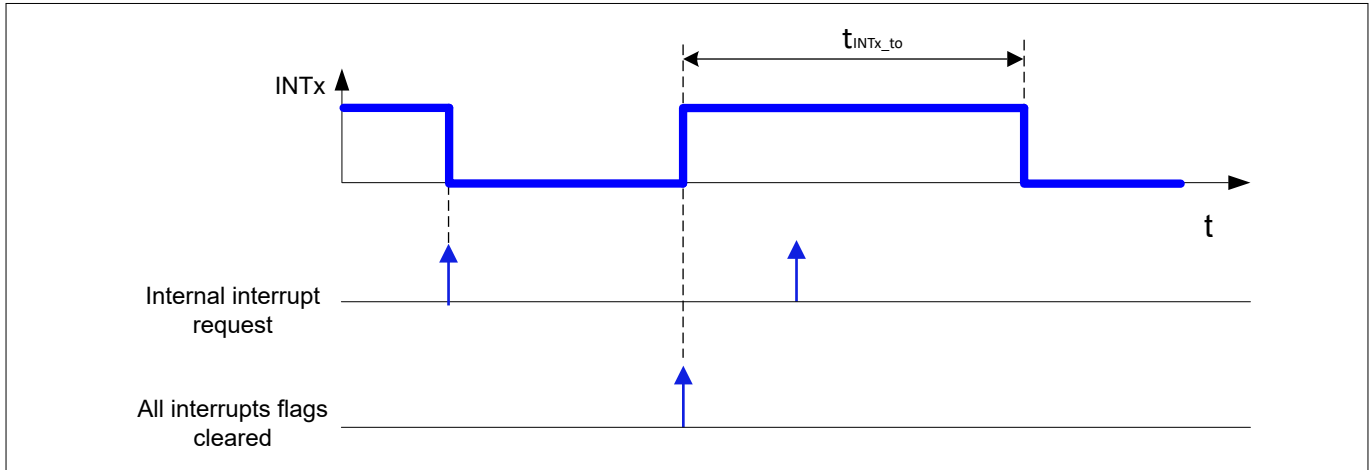 tINTx_to
INTx
t
Internal interrupt
request
All interrupts flags
cleared